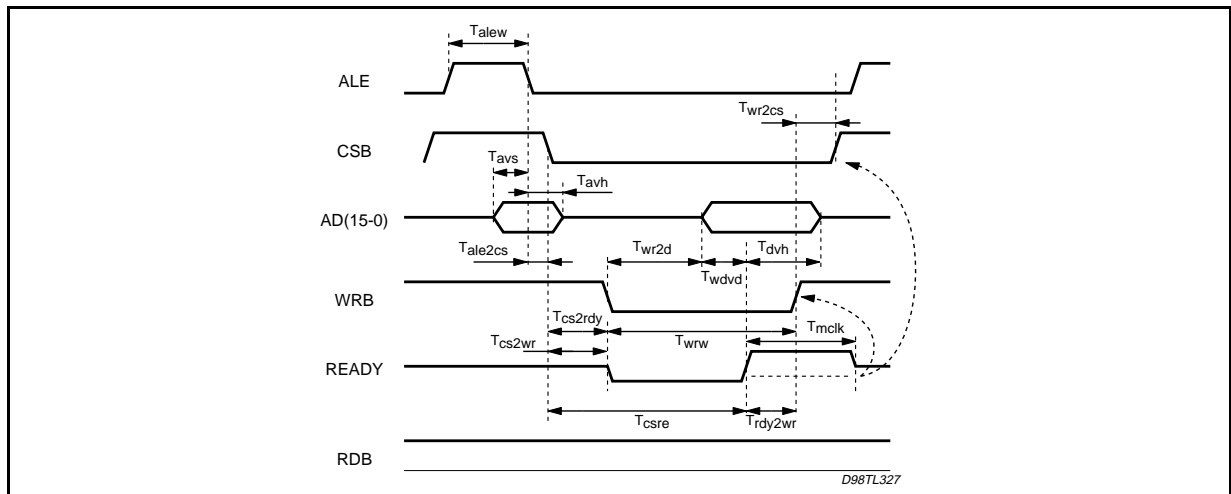 Talew
ALE
Twr2cs
CSB
Tavs
Tavh
AD(15-0)
Tale2cs
Twr2d
Tdvh
Twdvd
WRB
Tcs2rdy
Tmclk
Tcs2wr
Twrw
READY
Tcsre
Trdy2wr
RDB
D98TL327